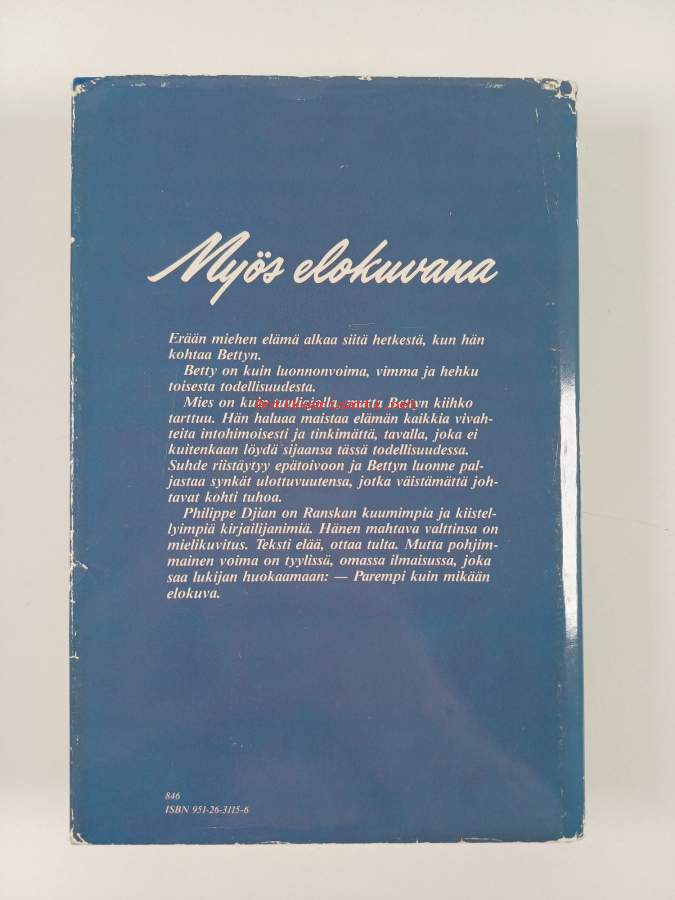 Myös elokuvana
Erään miehen elämä alkaa siitä hetkestä, kun hän
kohtaa Bettyn.
Betty on kuin luonnonvoima, vimma ja hehku
toisesta todellisuudesta.
Mies on kuin mutta Bettyn kiihko
tarttuu. Hän haluaa maistaa elämän kaikkia vivah-
teita intohimoisesti ja tinkimättä, tavalla, joka ei
kuitenkaan löydä sijaansa tässä todellisuudessa.
Suhde riistäytyy epätoivoon ja Bettyn luonne pal-
jastaa synkät ulottuvuutensa, jotka väistämättä joh-
tavat kohti tuhoa.
Philippe Djian on Ranskan kuumimpia ja kiistel-
lyimpiä kirjailijanimiä. Hänen mahtava valttinsa on
mielikuvitus. Teksti elää, ottaa tulta. Mutta pohjim-
mainen voima on tyylissä, omassa ilmaisussa, joka
saa lukijan huokaamaan: — Parempi kuin mikään
elokuva.
846
ISBN 951-26-3115-6